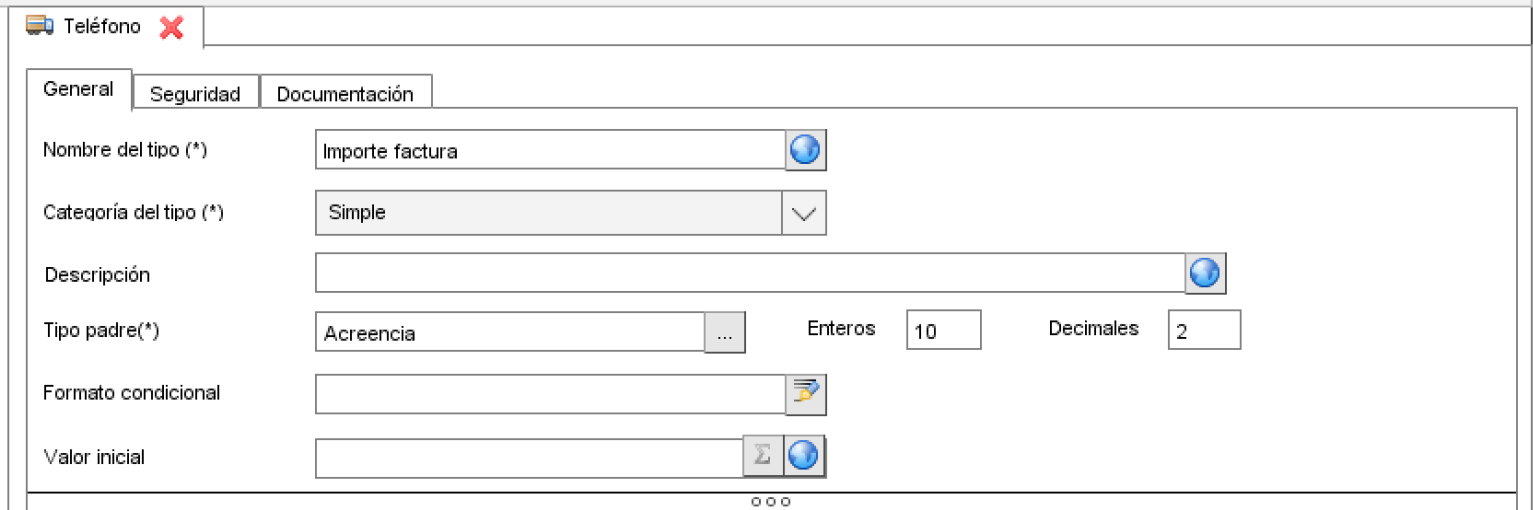 Teléfono
General Seguridad Documentación
Nombre del tipo (*) Importe factura
Categoría del tipo (*) Simple
Descripción
Tipo padre(*) Acreencia ... Enteros 10 Decimales 2
Formato condicional
Valor inicial Σ